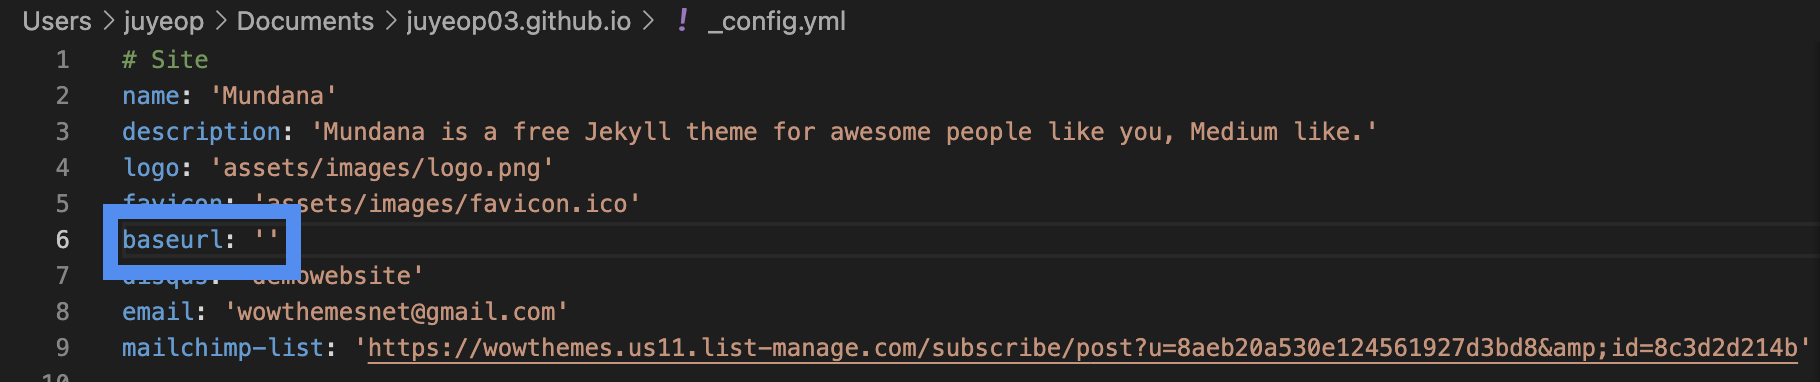 Users > juyeop > Documents > juyeop03.github.io > ! _config.yml
1 # Site
2 name: 'Mundana'
3 description: 'Mundana is a free Jekyll theme for awesome people like you, Medium like.'
4 logo: 'assets/images/logo.png'
5 favicon: 'assets/images/favicon.ico'
6 baseurl: ''
7 disqus: 'demowebsite'
8 email: 'wowthemesnet@gmail.com'
9 mailchimp-list: 'https://wowthemes.us11.list-manage.com/subscribe/post?u=8aeb20a530e124561927d3bd8&amp;id=8c3d2d214b'
10